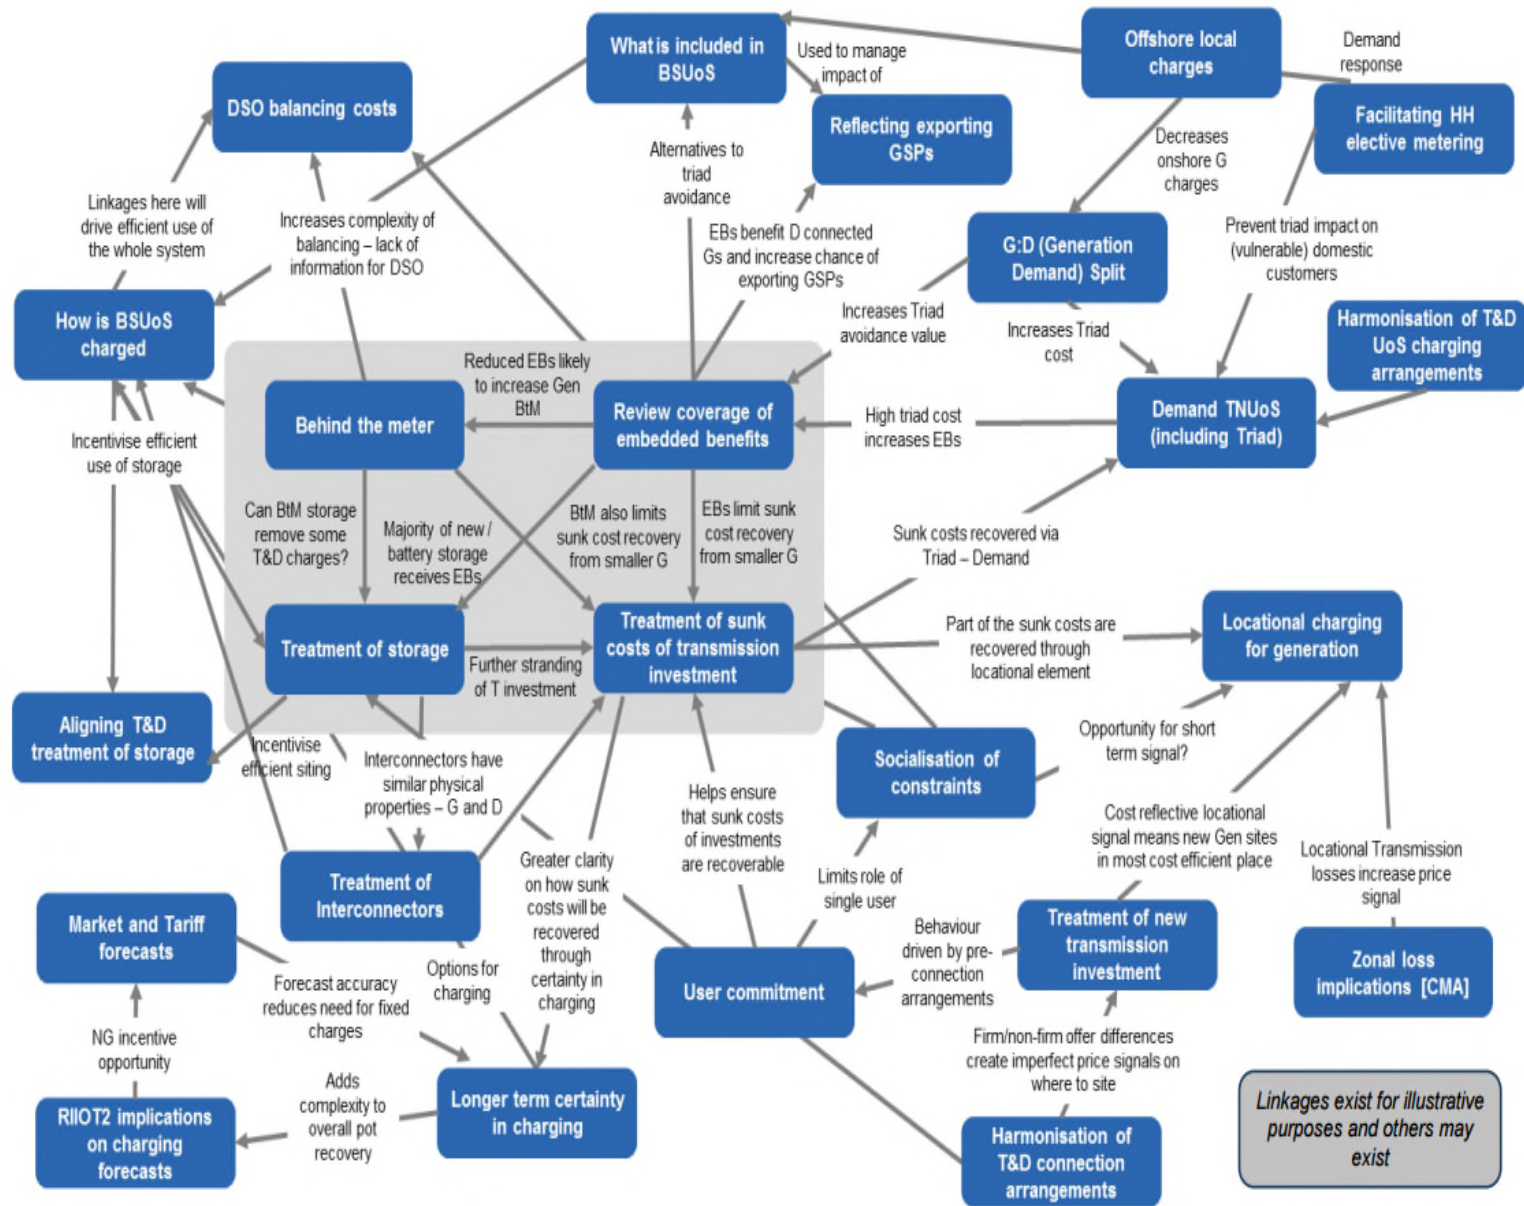 What is included in
BSUoS
Used to manage
impact of
Offshore local
charges
Demand
response
DSO balancing costs
Reflecting exporting
GSPs
Facilitating HH
elective metering
Alternatives to
triad
avoidance
Decreases
onshore G
charges
Linkages here will
drive efficient use of
the whole system
Increases complexity of
balancing – lack of
information for DSO
EBs benefit D connected
Gs and increase chance of
exporting GSPs
G:D (Generation
Demand) Split
Prevent triad impact on
(vulnerable) domestic
customers
How is BSUoS
charged
Increases Triad
avoidance value
Increases Triad
cost
Harmonisation of T&D
UoS charging
arrangements
Reduced EBs likely
to increase Gen
BtM
Behind the meter
Review coverage of
embedded benefits
High triad cost
increases EBs
Demand TNUoS
(including Triad)
Incentivise efficient
use of storage
Can BtM storage
remove some
T&D charges?
Majority of new /
battery storage
receives EBs
BtM also limits
sunk cost recovery
from smaller G
EBs limit sunk
cost recovery
from smaller G
Sunk costs recovered via
Triad – Demand
Treatment of storage
Further stranding
of T investment
Treatment of sunk
costs of transmission
investment
Part of the sunk costs are
recovered through
locational element
Locational charging
for generation
Aligning T&D
treatment of storage
Incentivise
efficient siting
Interconnectors have
similar physical
properties – G and D
Helps ensure
that sunk costs
of investments
are recoverable
Socialisation of
constraints
Opportunity for short
term signal?
Cost reflective locational
signal means new Gen sites
in most cost efficient place
Locational Transmission
losses increase price
signal
Treatment of
Interconnectors
Greater clarity
on how sunk
costs will be
recovered
through
certainty in
charging
Limits role of
single user
Market and Tariff
forecasts
Forecast accuracy
reduces need for fixed
charges
Options for
charging
User commitment
Behaviour
driven by pre-
connection
arrangements
Treatment of new
transmission
investment
Zonal loss
implications [CMA]
NG incentive
opportunity
Firm/non-firm offer differences
create imperfect price signals on
where to site
RIIOT2 implications
on charging
forecasts
Adds
complexity to
overall pot
recovery
Longer term certainty
in charging
Harmonisation of
T&D connection
arrangements
Linkages exist for illustrative
purposes and others may
exist